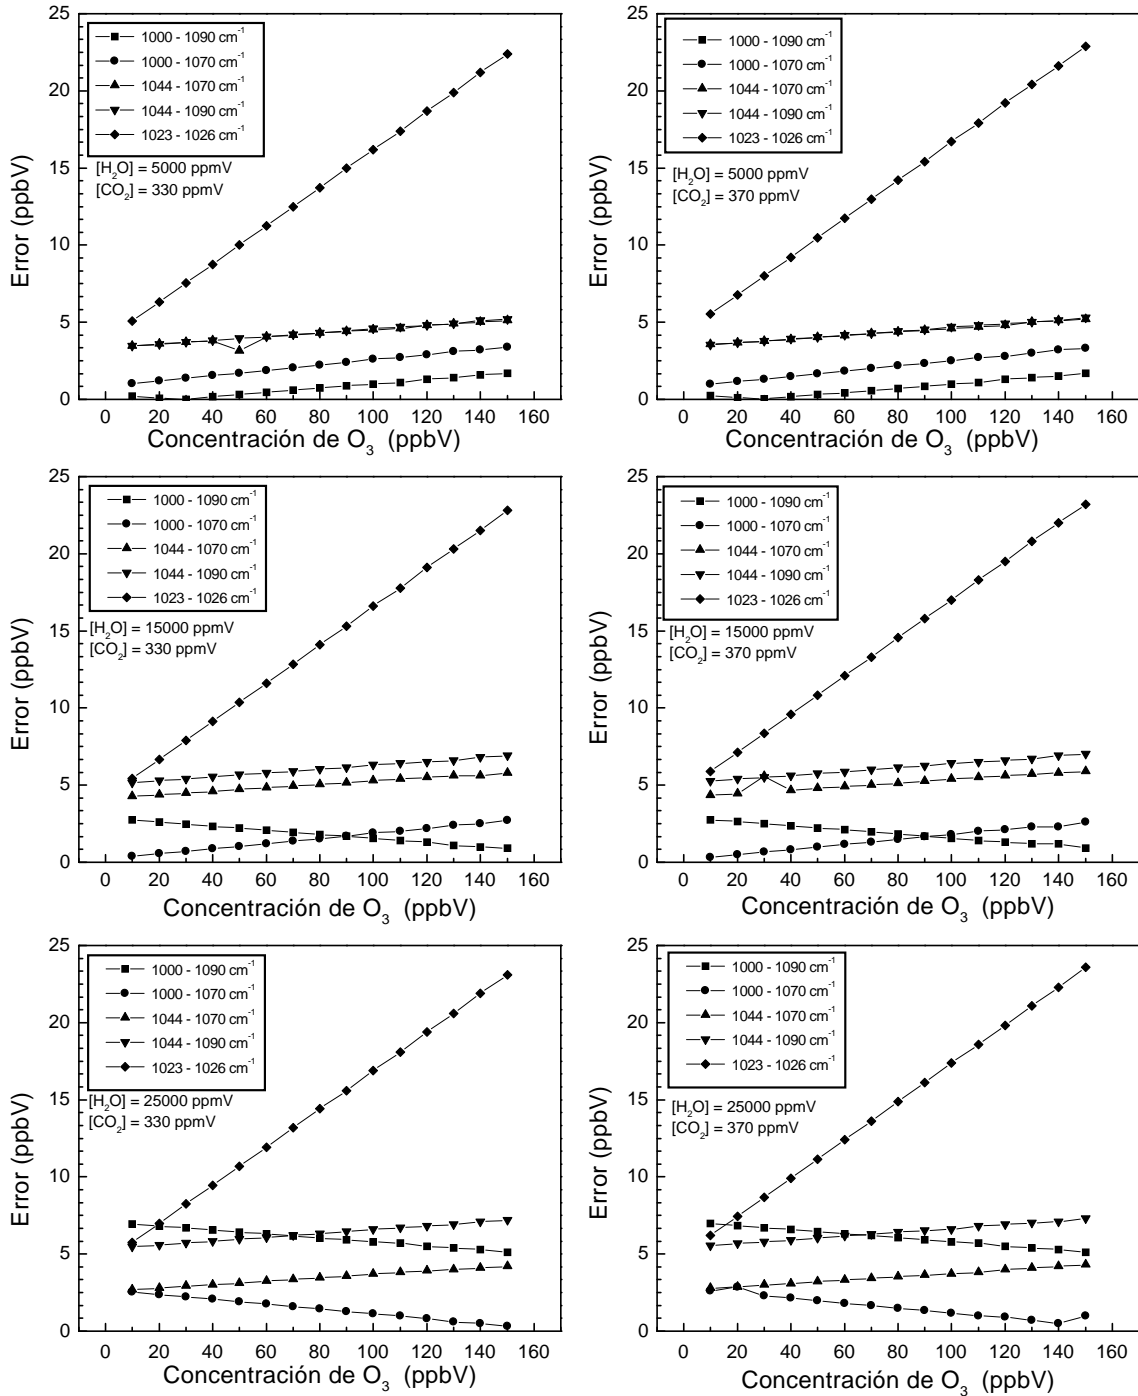 25
20
15
10
5
0
Error (ppbV)
1000 - 1090 cm⁻¹
1000 - 1070 cm⁻¹
1044 - 1070 cm⁻¹
1044 - 1090 cm⁻¹
1023 - 1026 cm⁻¹
[H₂O] = 5000 ppmV
[CO₂] = 330 ppmV
0 20 40 60 80 100 120 140 160
Concentración de O₃ (ppbV)
25
20
15
10
5
0
Error (ppbV)
1000 - 1090 cm⁻¹
1000 - 1070 cm⁻¹
1044 - 1070 cm⁻¹
1044 - 1090 cm⁻¹
1023 - 1026 cm⁻¹
[H₂O] = 5000 ppmV
[CO₂] = 370 ppmV
0 20 40 60 80 100 120 140 160
Concentración de O₃ (ppbV)
25
20
15
10
5
0
Error (ppbV)
1000 - 1090 cm⁻¹
1000 - 1070 cm⁻¹
1044 - 1070 cm⁻¹
1044 - 1090 cm⁻¹
1023 - 1026 cm⁻¹
[H₂O] = 15000 ppmV
[CO₂] = 330 ppmV
0 20 40 60 80 100 120 140 160
Concentración de O₃ (ppbV)
25
20
15
10
5
0
Error (ppbV)
1000 - 1090 cm⁻¹
1000 - 1070 cm⁻¹
1044 - 1070 cm⁻¹
1044 - 1090 cm⁻¹
1023 - 1026 cm⁻¹
[H₂O] = 15000 ppmV
[CO₂] = 370 ppmV
0 20 40 60 80 100 120 140 160
Concentración de O₃ (ppbV)
25
20
15
10
5
0
Error (ppbV)
1000 - 1090 cm⁻¹
1000 - 1070 cm⁻¹
1044 - 1070 cm⁻¹
1044 - 1090 cm⁻¹
1023 - 1026 cm⁻¹
[H₂O] = 25000 ppmV
[CO₂] = 330 ppmV
0 20 40 60 80 100 120 140 160
Concentración de O₃ (ppbV)
25
20
15
10
5
0
Error (ppbV)
1000 - 1090 cm⁻¹
1000 - 1070 cm⁻¹
1044 - 1070 cm⁻¹
1044 - 1090 cm⁻¹
1023 - 1026 cm⁻¹
[H₂O] = 25000 ppmV
[CO₂] = 370 ppmV
0 20 40 60 80 100 120 140 160
Concentración de O₃ (ppbV)